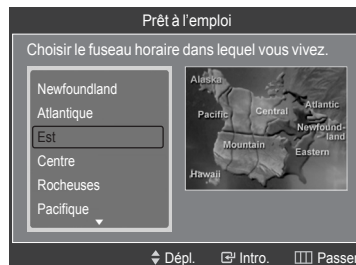 Prêt à l'emploi
Choisir le fuseau horaire dans lequel vous vivez.
Newfoundland
Atlantique
Est
Centre
Rocheuses
Pacifique
Alaska
Pacific
Central
Atlantic
Newfound-
land
Mountain
Eastern
Hawaii
Dépl.
Intro.
Passer